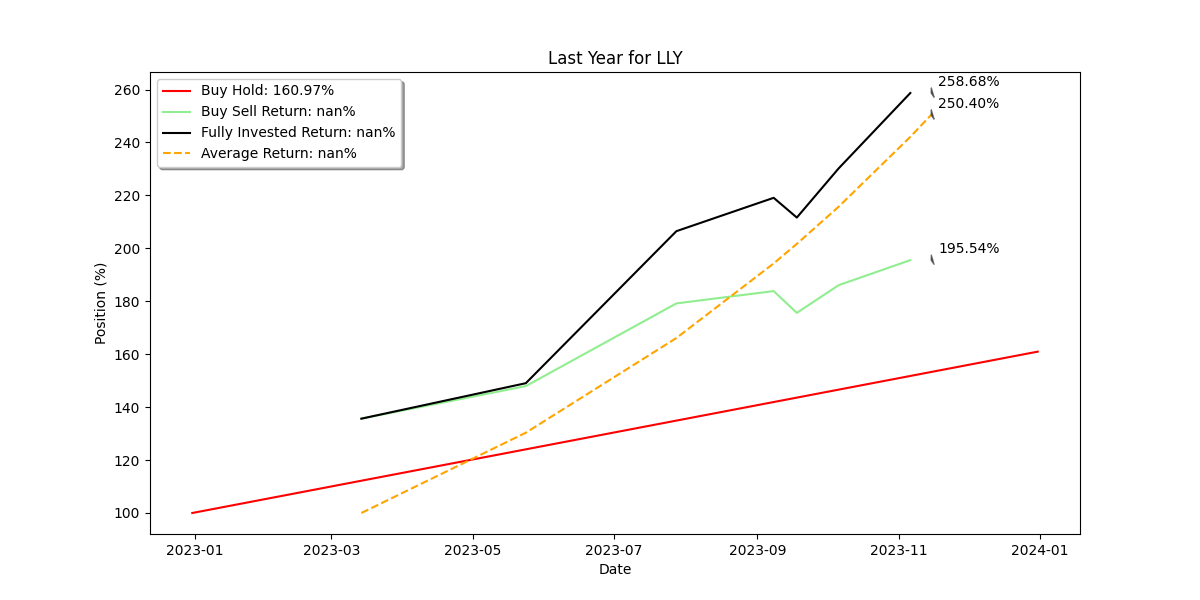 Last Year for LLY
Buy Hold: 160.97%
Buy Sell Return: nan%
Fully Invested Return: nan%
Average Return: nan%
258.68%
250.40%
195.54%
260
240
220
200
180
160
140
120
100
Position (%)
2023-01
2023-03
2023-05
2023-07
2023-09
2023-11
2024-01
Date